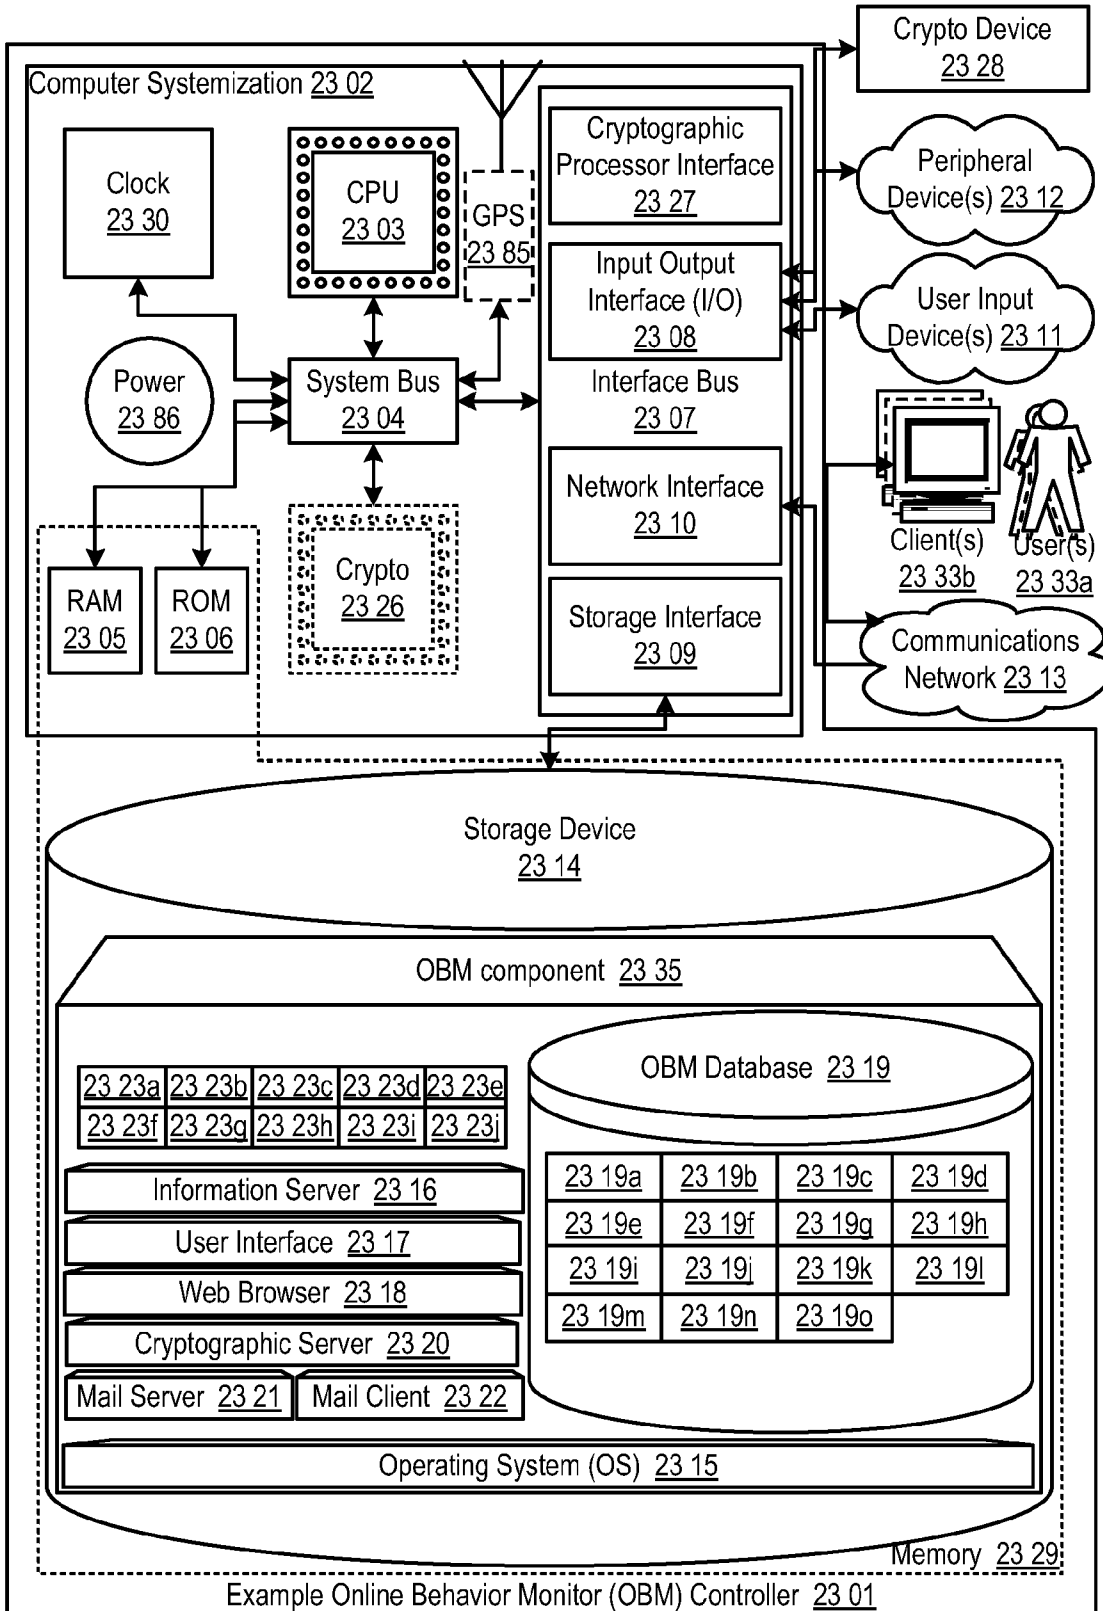 Crypto Device
23 28
Computer Systemization 23 02
Cryptographic
Processor Interface
23 27
Clock
23 30
CPU
23 03
GPS
23 85
Peripheral
Device(s) 23 12
Input Output
Interface (I/O)
23 08
User Input
Device(s) 23 11
Power
23 86
System Bus
23 04
Interface Bus
23 07
Network Interface
23 10
Client(s)
23 33b
User(s)
23 33a
RAM
23 05
ROM
23 06
Crypto
23 26
Storage Interface
23 09
Communications
Network 23 13
Storage Device
23 14
OBM component 23 35
OBM Database 23 19
23 23a 23 23b 23 23c 23 23d 23 23e
23 23f 23 23g 23 23h 23 23i 23 23j
23 19a 23 19b 23 19c 23 19d
23 19e 23 19f 23 19g 23 19h
23 19i 23 19j 23 19k 23 19l
23 19m 23 19n 23 19o
Information Server 23 16
User Interface 23 17
Web Browser 23 18
Cryptographic Server 23 20
Mail Server 23 21
Mail Client 23 22
Operating System (OS) 23 15
Memory 23 29
Example Online Behavior Monitor (OBM) Controller 23 01